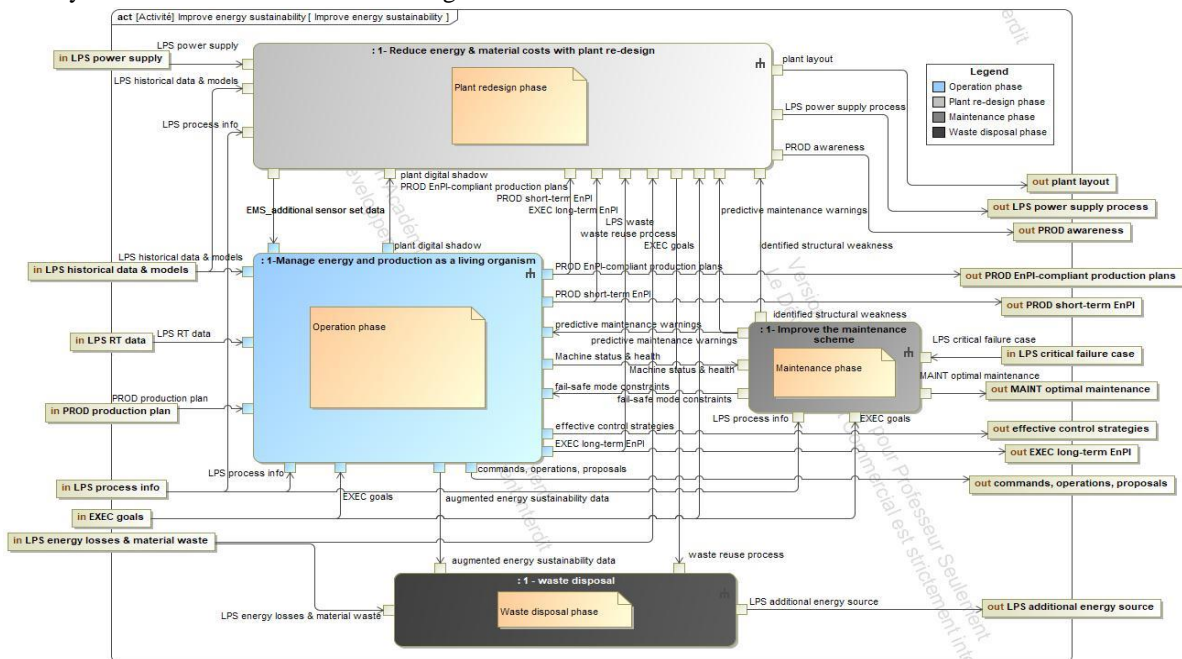 act [Activité] Improve energy sustainability [ Improve energy sustainability ]
LPS power supply
: 1- Reduce energy & material costs with plant re-design
in LPS power supply
plant layout
Legend
LPS historical data & models
Plant redesign phase
Operation phase
Plant re-design phase
Maintenance phase
Waste disposal phase
LPS power supply process
LPS process info
PROD awareness
plant digital shadow
PROD EnPI-compliant production plans
PROD short-term EnPI
EXEC long-term EnPI
predictive maintenance warnings
out plant layout
EMS_additional sensor set data
LPS waste
waste reuse process
EXEC goals
out LPS power supply process
out PROD awareness
plant digital shadow
identified structural weakness
LPS historical data & models
: 1-Manage energy and production as a living organism
in LPS historical data & models
PROD EnPI-compliant production plans
out PROD EnPI-compliant production plans
PROD short-term EnPI
out PROD short-term EnPI
identified structural weakness
Operation phase
predictive maintenance warnings
predictive maintenance warnings
: 1- Improve the maintenance scheme
LPS critical failure case
in LPS RT data
LPS RT data
in LPS critical failure case
Machine status & health
Machine status & health
Maintenance phase
MAINT optimal maintenance
out MAINT optimal maintenance
fail-safe mode constraints
fail-safe mode constraints
PROD production plan
in PROD production plan
LPS process info
EXEC goals
effective control strategies
out effective control strategies
EXEC long-term EnPI
out EXEC long-term EnPI
LPS process info
commands, operations, proposals
out commands, operations, proposals
in LPS process info
EXEC goals
augmented energy sustainability data
in EXEC goals
in LPS energy losses & material waste
augmented energy sustainability data
waste reuse process
: 1 - waste disposal
LPS energy losses & material waste
Waste disposal phase
LPS additional energy source
out LPS additional energy source
pour Professeur Seulement
commercial est strictement